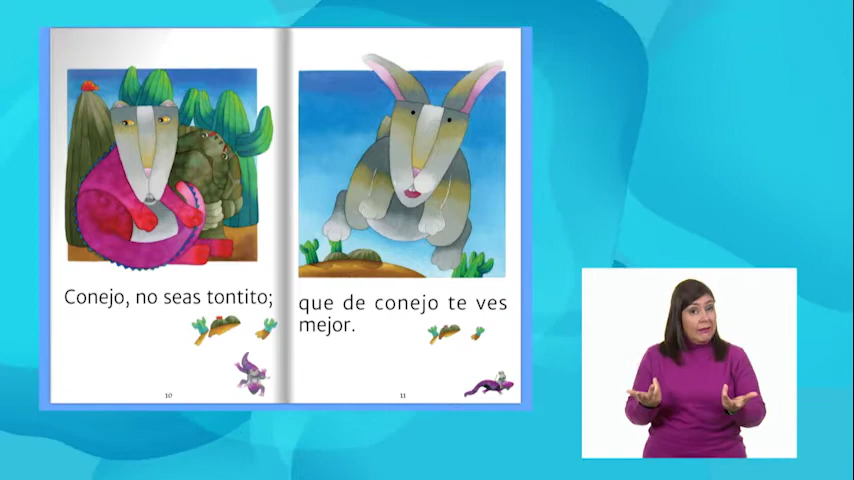 Conejo, no seas tontito;
10
que de conejo te ves
mejor.
11